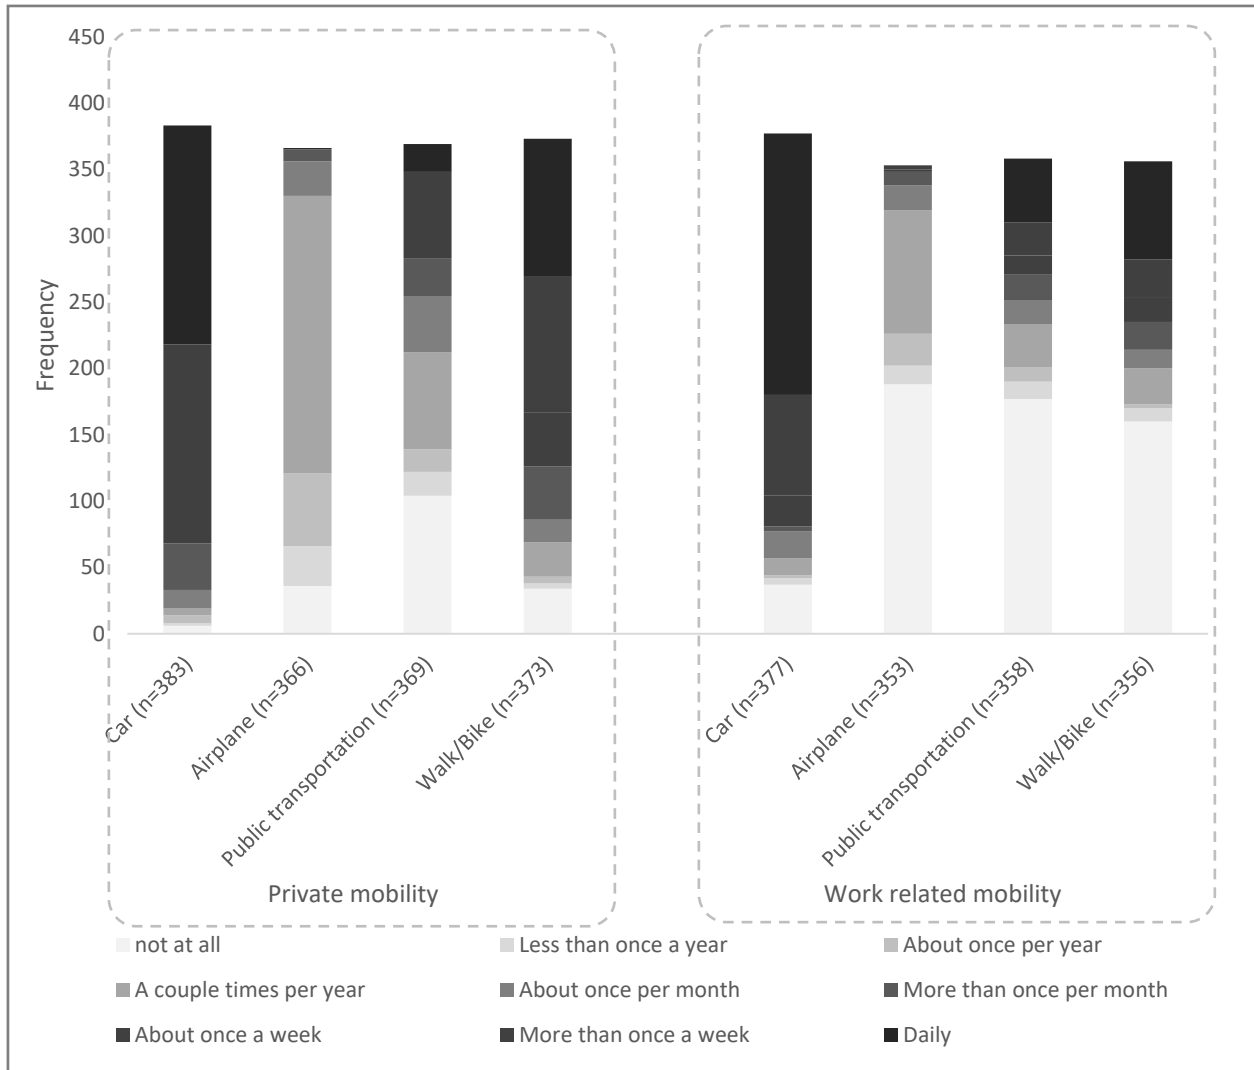 450
400
350
300
250
200
150
100
50
0
Frequency
Car (n=383)
Airplane (n=366)
Public transportation (n=369)
Walk/Bike (n=373)
Car (n=377)
Airplane (n=353)
Public transportation (n=358)
Walk/Bike (n=356)
Private mobility
Work related mobility
not at all
Less than once a year
About once per year
A couple times per year
About once per month
More than once per month
About once a week
More than once a week
Daily